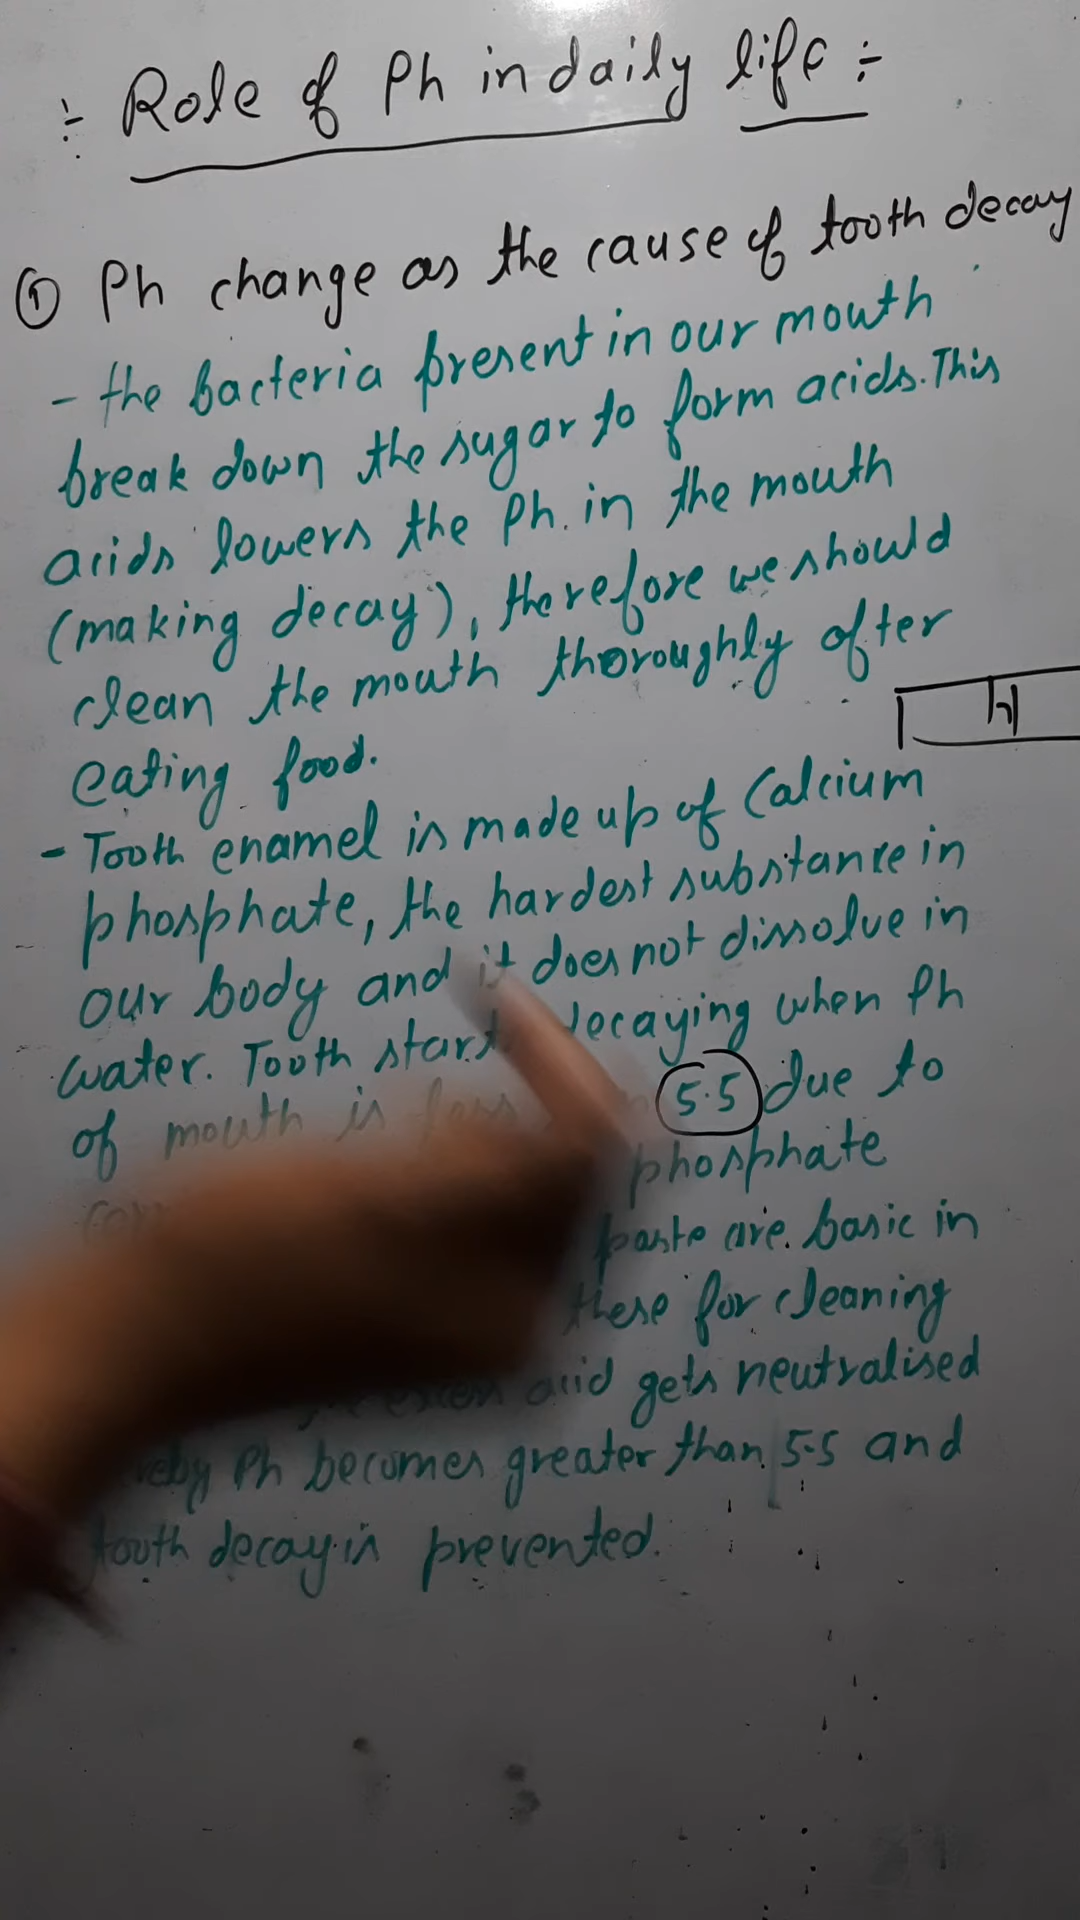 ÷ Role of Ph in daily life ÷
① Ph change as the cause of tooth decay
- the bacteria present in our mouth
break down the sugar to form acids. This
acids lowers the Ph. in the mouth
(making decay), therefore we should
clean the mouth thoroughly after
eating food.
- Tooth enamel is made up of Calcium
phosphate, the hardest substance in
our body and it does not dissolve in
water. Tooth start decaying when Ph
of mouth is less 5.5 due to
phosphate
paste are basic in
these for cleaning
acid gets neutralised
Ph becomes greater than 5.5 and
tooth decay is prevented.